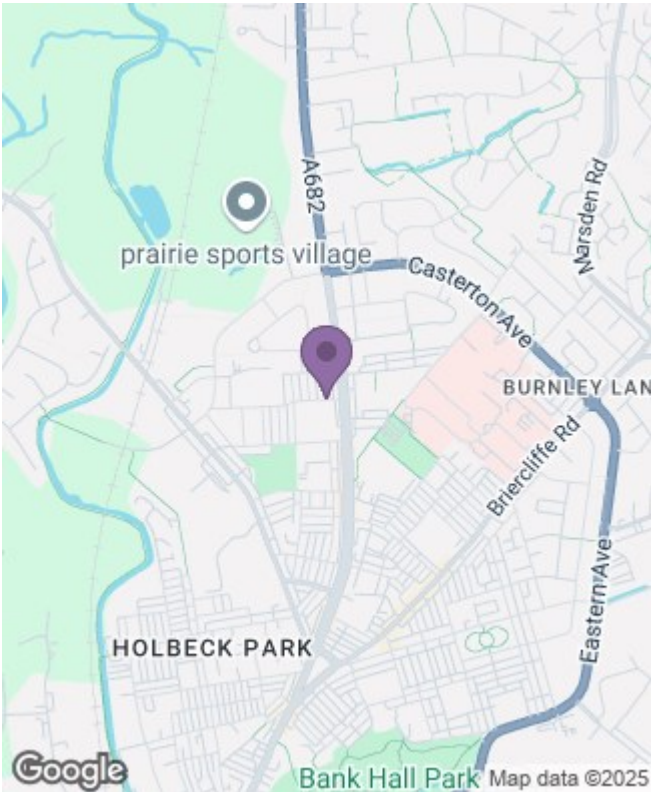 A682
Marsden Rd
prairie sports village
Casterton Ave
BURNLEY LAN
Briercliffe Rd
Eastern Ave
HOLBECK PARK
Google
Bank Hall Park
Map data ©2025